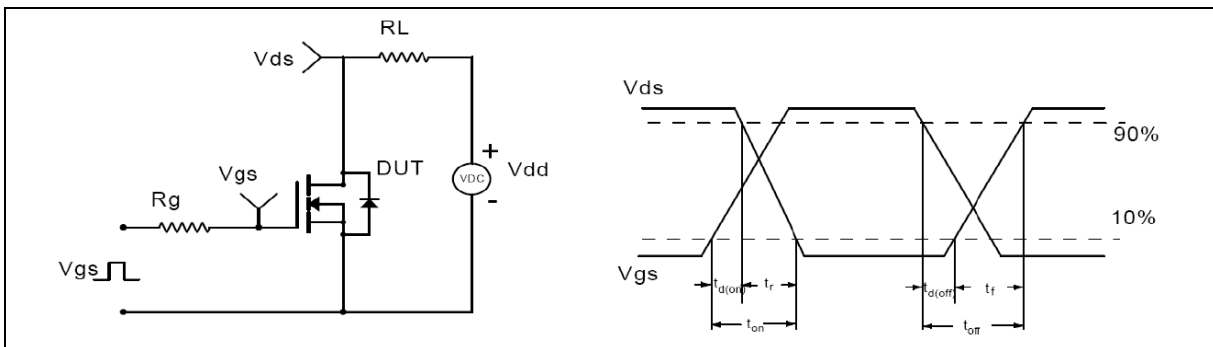 RL
Vds
Vgs
DUT
+
VDC
Vdd
-
Rg
Vgs
Vds
90%
10%
Vgs
td(on)
tr
td(off)
tf
ton
toff